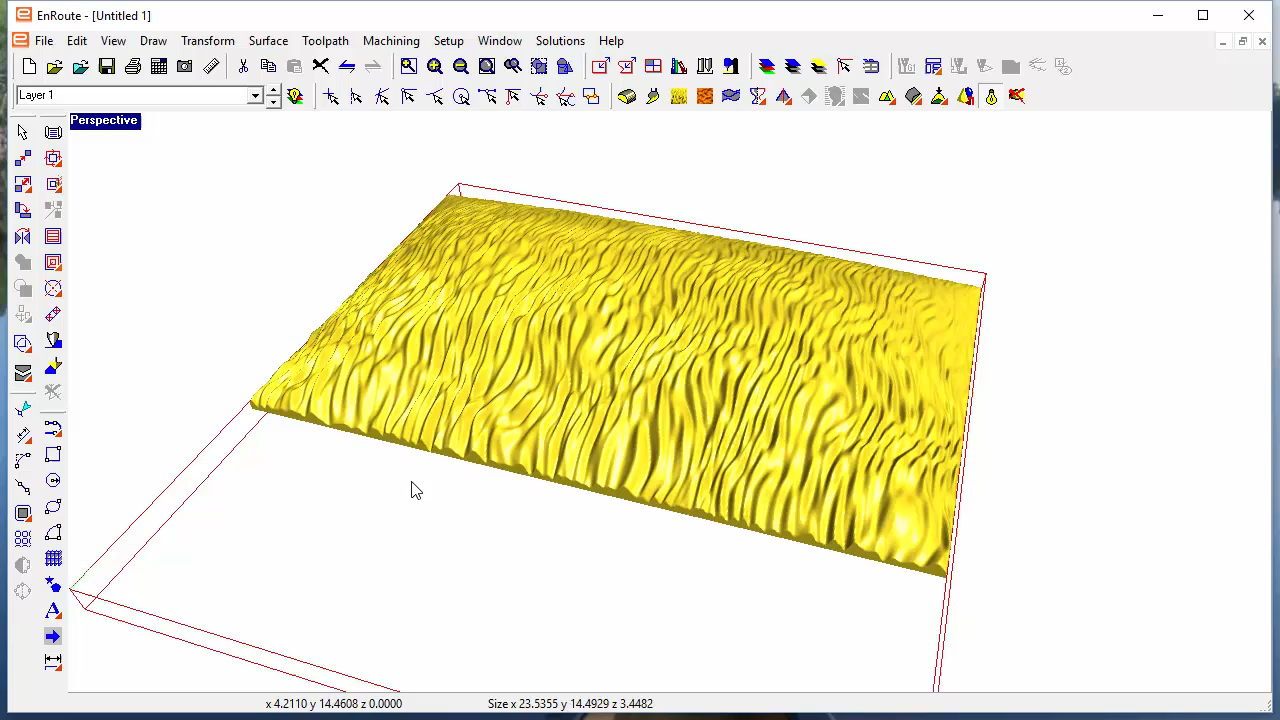 EnRoute - [Untitled 1]
File Edit View Draw Transform Surface Toolpath Machining Setup Window Solutions Help
Layer 1
Perspective
x 4.2110 y 14.4608 z 0.0000 Size x 23.5355 y 14.4929 z 3.4482